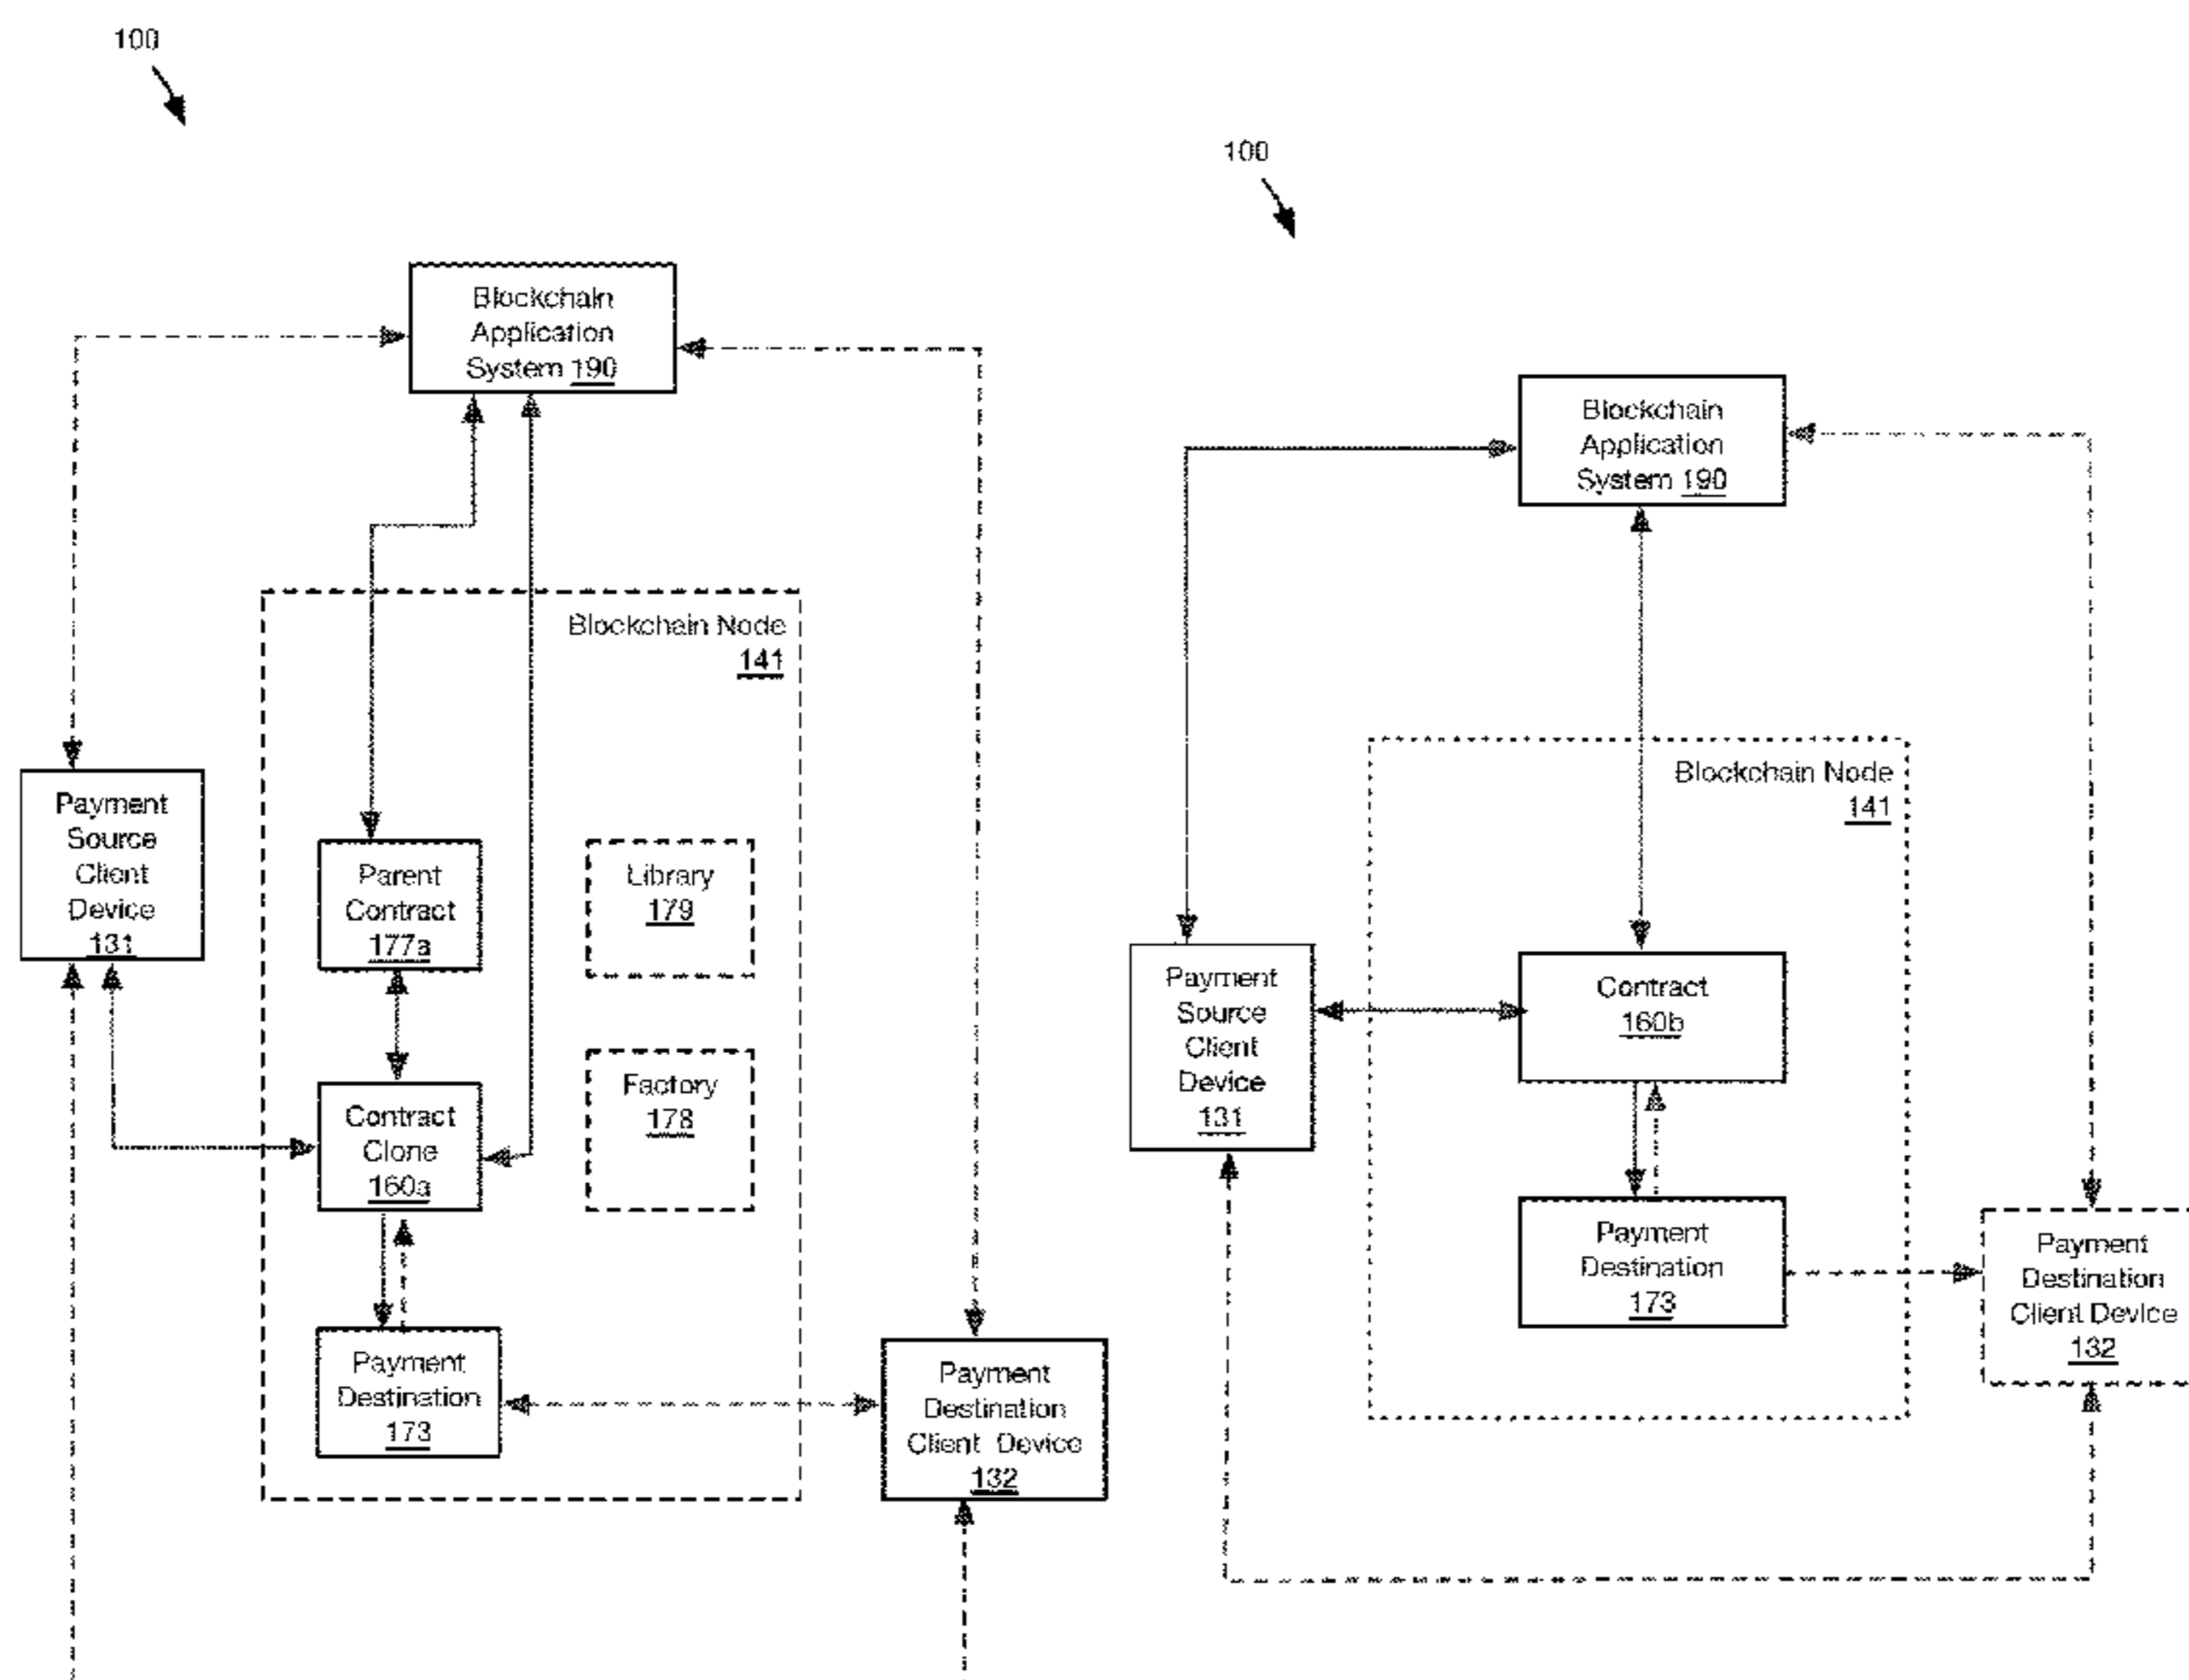 100
Blockchain
Application
System 190
Blockchain Node
141
Payment
Source
Client
Device
131
Parent
Contract
177a
Library
179
Contract
Clone
160a
Factory
178
Payment
Destination
173
Payment
Destination
Client Device
132
100
Blockchain
Application
System 190
Blockchain Node
141
Payment
Source
Client
Device
131
Contract
160b
Payment
Destination
173
Payment
Destination
Client Device
132